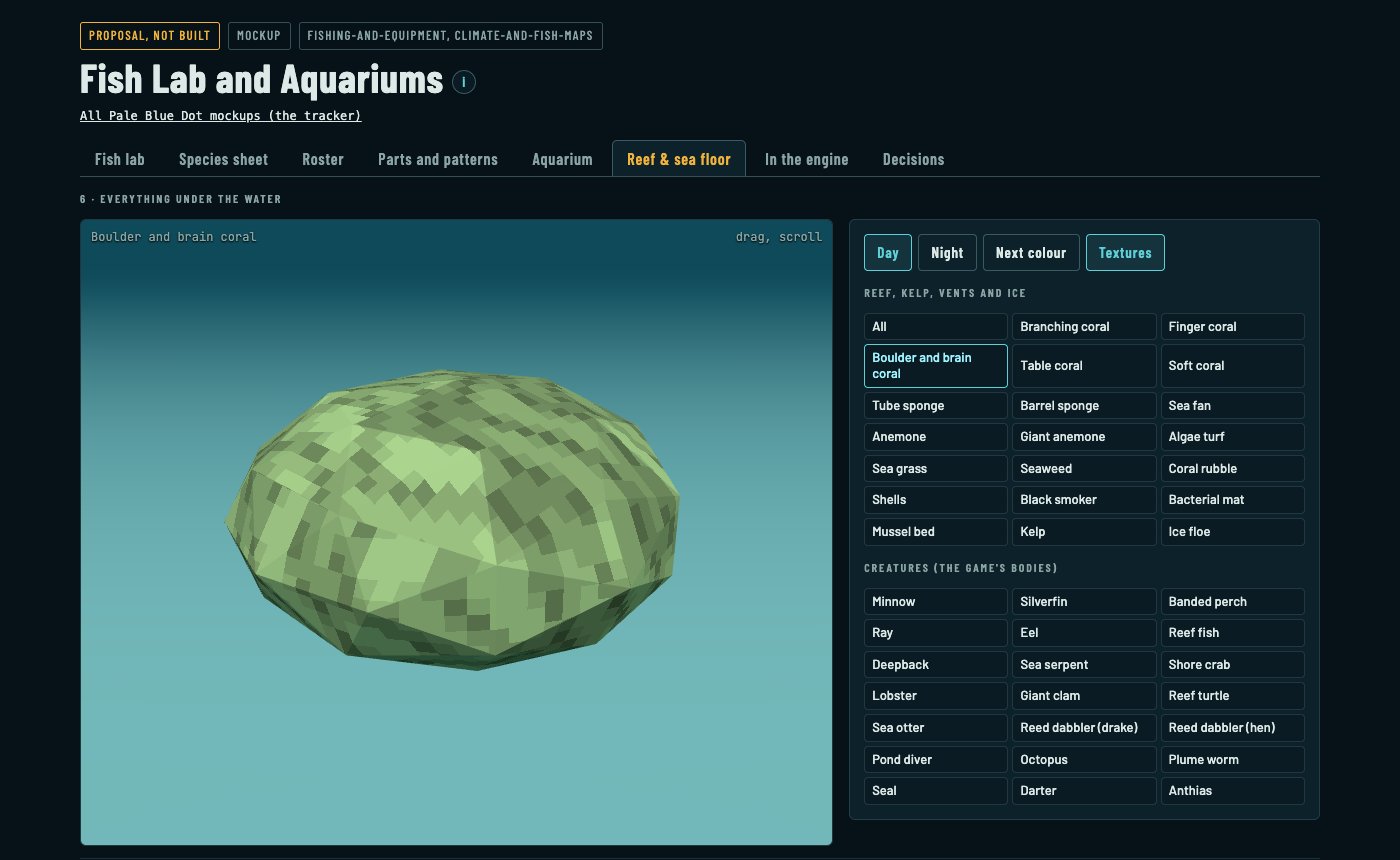 PROPOSAL, NOT BUILT
MOCKUP
FISHING-AND-EQUIPMENT, CLIMATE-AND-FISH-MAPS
Fish Lab and Aquariums i
All Pale Blue Dot mockups (the tracker)
Fish lab
Species sheet
Roster
Parts and patterns
Aquarium
Reef & sea floor
In the engine
Decisions
6 · EVERYTHING UNDER THE WATER
Boulder and brain coral
drag, scroll
Day
Night
Next colour
Textures
REEF, KELP, VENTS AND ICE
All
Branching coral
Finger coral
Boulder and brain
coral
Table coral
Soft coral
Tube sponge
Barrel sponge
Sea fan
Anemone
Giant anemone
Algae turf
Sea grass
Seaweed
Coral rubble
Shells
Black smoker
Bacterial mat
Mussel bed
Kelp
Ice floe
CREATURES (THE GAME'S BODIES)
Minnow
Silverfin
Banded perch
Ray
Eel
Reef fish
Deepback
Sea serpent
Shore crab
Lobster
Giant clam
Reef turtle
Sea otter
Reed dabbler (drake)
Reed dabbler (hen)
Pond diver
Octopus
Plume worm
Seal
Darter
Anthias